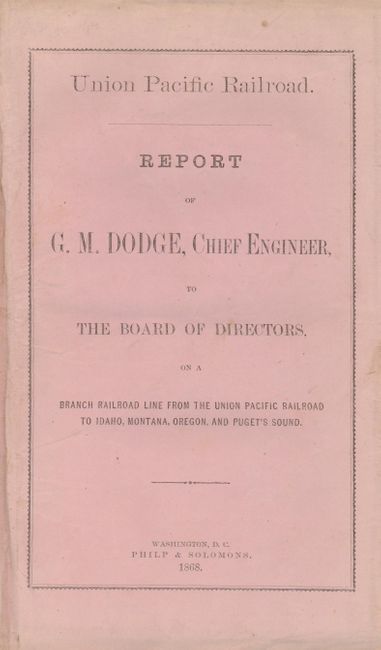 Union Pacific Railroad.
REPORT
OF
G. M. DODGE, CHIEF ENGINEER,
TO
THE BOARD OF DIRECTORS,
ON A
BRANCH RAILROAD LINE FROM THE UNION PACIFIC RAILROAD
TO IDAHO, MONTANA, OREGON, AND PUGET'S SOUND.
WASHINGTON, D. C.
PHILP & SOLOMONS,
1868.